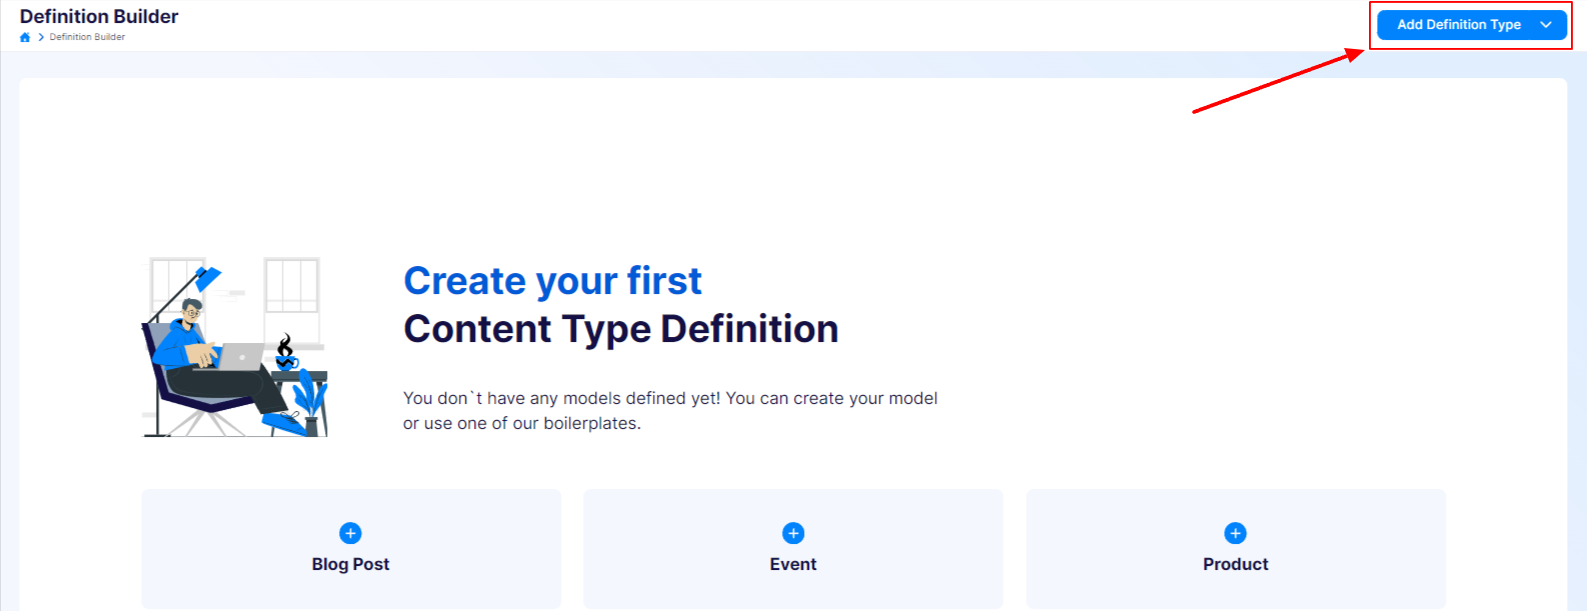 Definition Builder
Definition Builder
Add Definition Type
Create your first
Content Type Definition
You don`t have any models defined yet! You can create your model
or use one of our boilerplates.
Blog Post
Event
Product